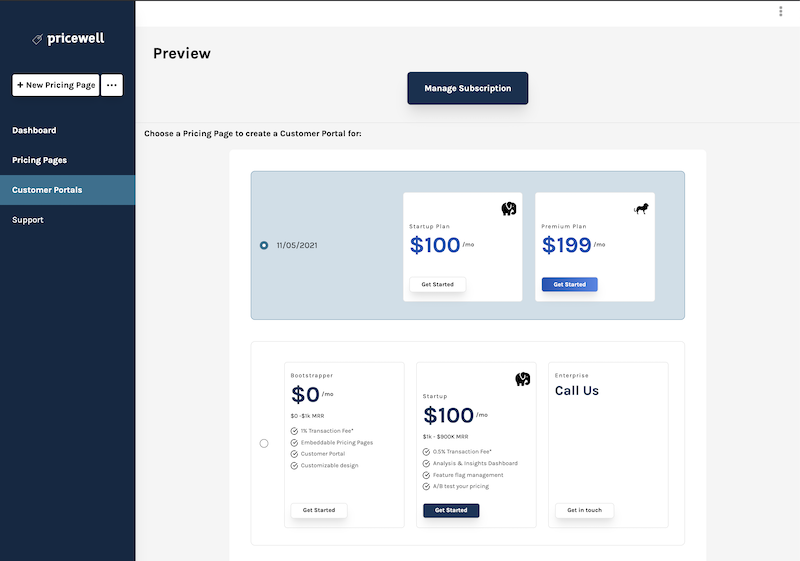 pricewell
+ New Pricing Page
Dashboard
Pricing Pages
Customer Portals
Support
Preview
Manage Subscription
Choose a Pricing Page to create a Customer Portal for:
11/05/2021
Startup Plan
$100 /mo
Get Started
Premium Plan
$199 /mo
Get Started
Bootstrapper
$0 /mo
$0 -$1k MRR
1% Transaction Fee*
Embeddable Pricing Pages
Customer Portal
Customizable design
Get Started
Startup
$100 /mo
$1k - $900K MRR
0.5% Transaction Fee*
Analysis & Insights Dashboard
Feature flag management
A/B test your pricing
Get Started
Enterprise
Call Us
Get in touch